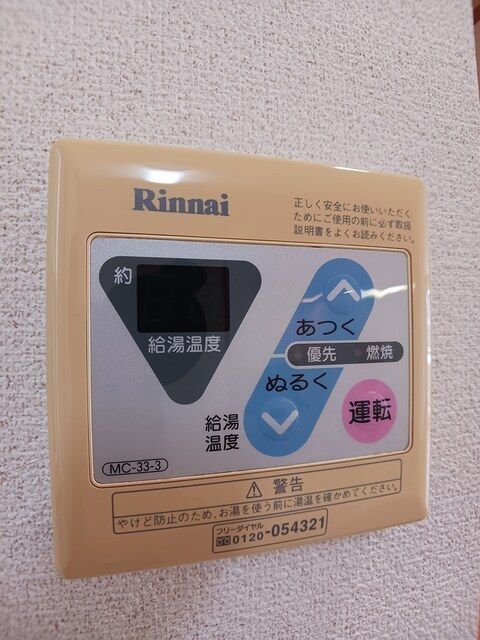 Rinnai
正しく安全にお使いいただく
ためにご使用の前に必ず取扱
説明書をよくお読みください。
約
給湯温度
あつく
優先 燃焼
ぬるく
給湯
温度
運転
MC-33-3
警告
やけど防止のため、お湯を使う前に湯温を確かめてください。
フリーダイヤル
0120-054321